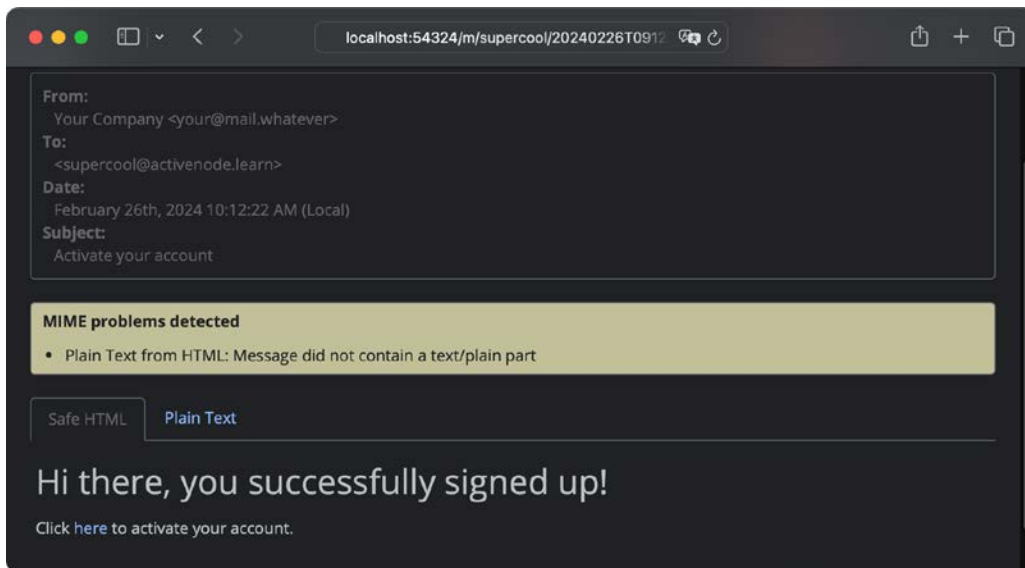 localhost:54324/m/supercool/20240226T0912
From:
Your Company <your@mail.whatever>
To:
<supercool@activenode.learn>
Date:
February 26th, 2024 10:12:22 AM (Local)
Subject:
Activate your account
MIME problems detected
• Plain Text from HTML: Message did not contain a text/plain part
Safe HTML Plain Text
Hi there, you successfully signed up!
Click here to activate your account.